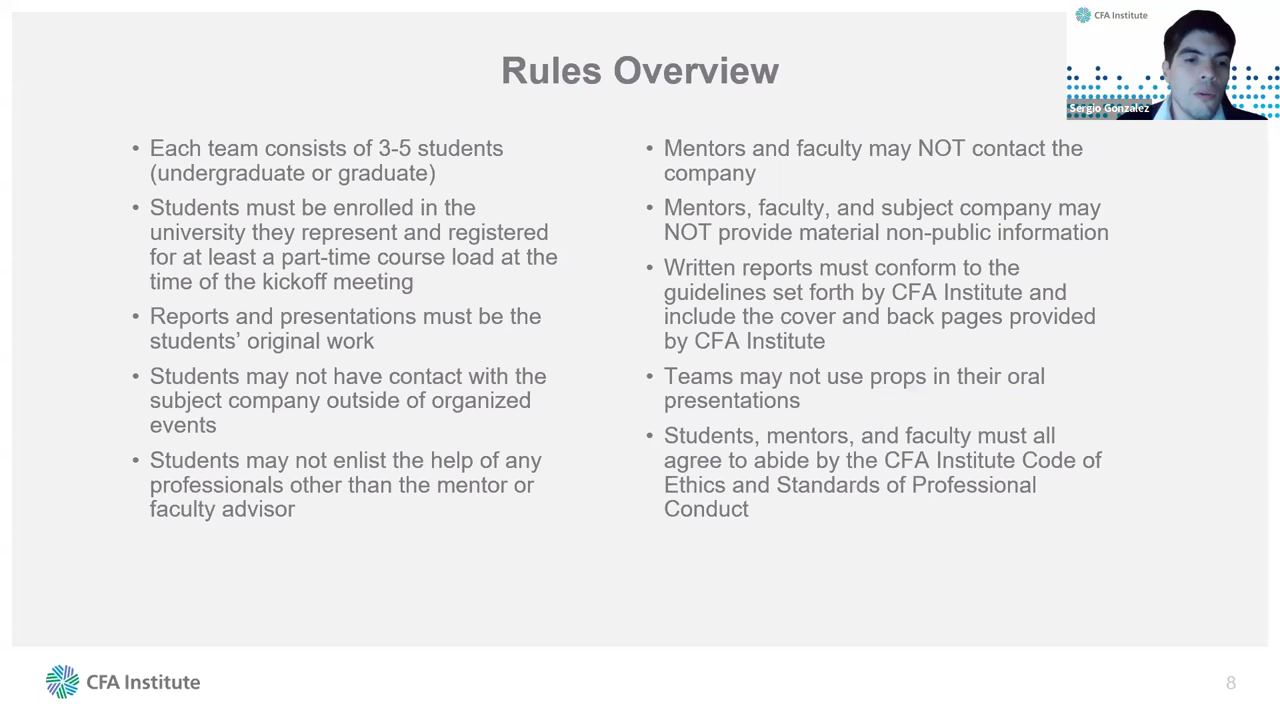 CFA Institute
Sergio Gonzalez
Rules Overview
• Each team consists of 3-5 students
(undergraduate or graduate)
• Students must be enrolled in the
university they represent and registered
for at least a part-time course load at the
time of the kickoff meeting
• Reports and presentations must be the
students’ original work
• Students may not have contact with the
subject company outside of organized
events
• Students may not enlist the help of any
professionals other than the mentor or
faculty advisor
• Mentors and faculty may NOT contact the
company
• Mentors, faculty, and subject company may
NOT provide material non-public information
• Written reports must conform to the
guidelines set forth by CFA Institute and
include the cover and back pages provided
by CFA Institute
• Teams may not use props in their oral
presentations
• Students, mentors, and faculty must all
agree to abide by the CFA Institute Code of
Ethics and Standards of Professional
Conduct
CFA Institute
8